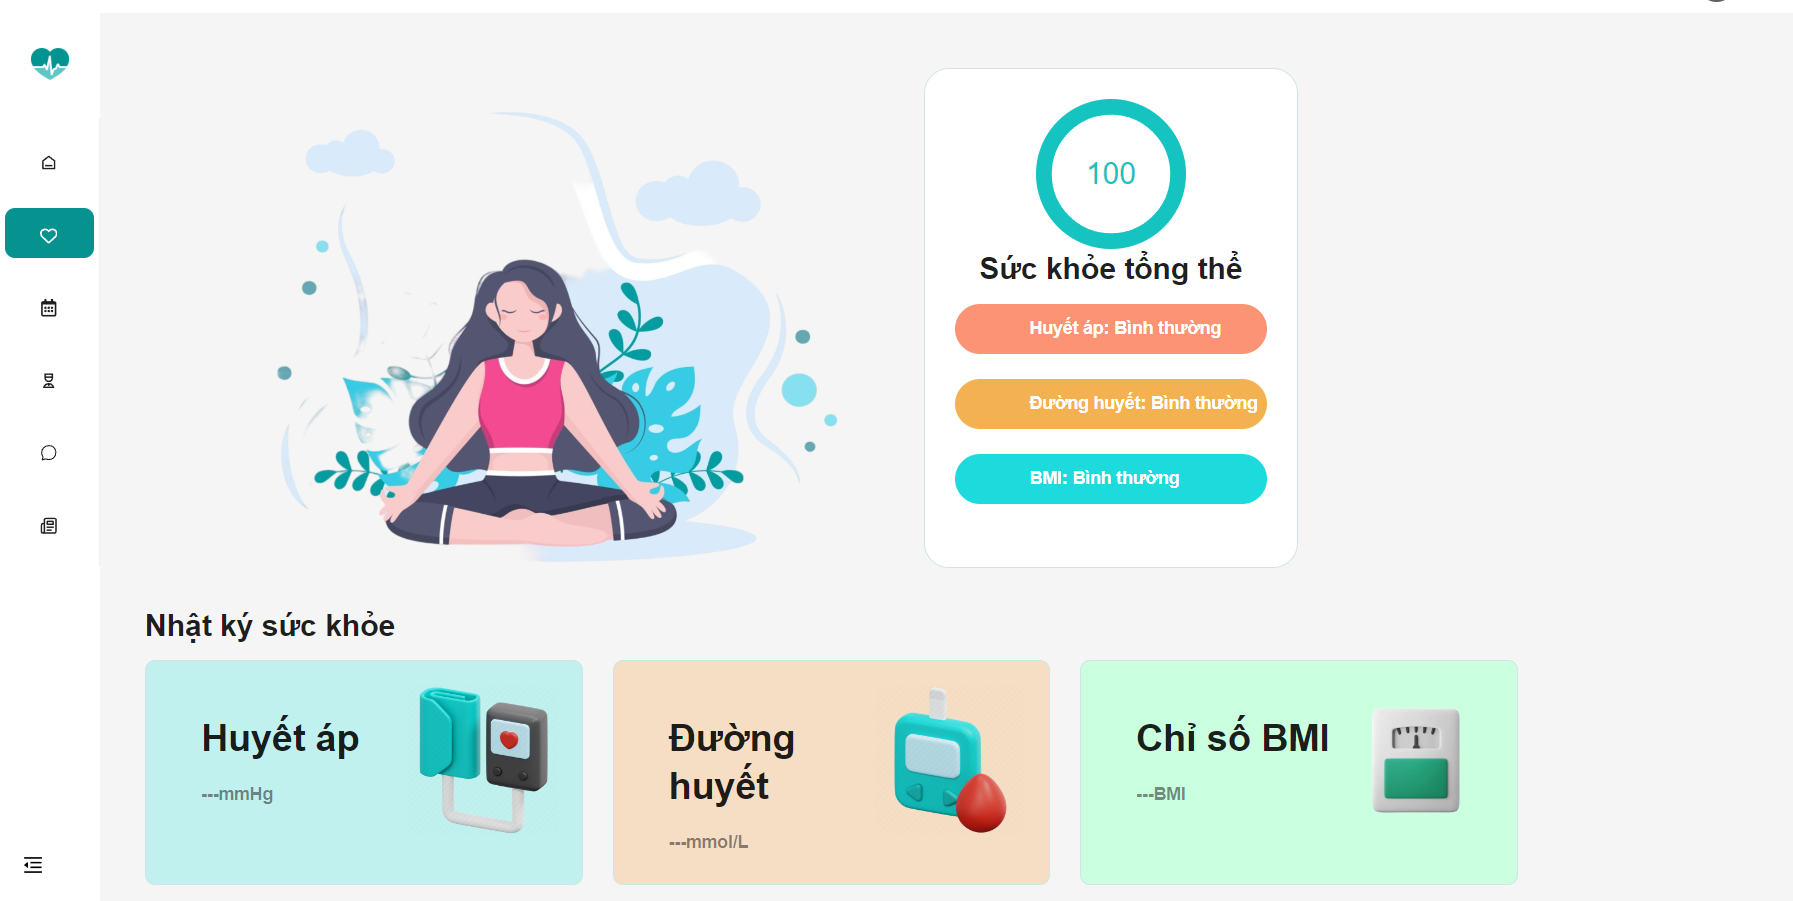 100
Sức khỏe tổng thể
Huyết áp: Bình thường
Đường huyết: Bình thường
BMI: Bình thường
Nhật ký sức khỏe
Huyết áp
---mmHg
Đường
huyết
---mmol/L
Chỉ số BMI
---BMI